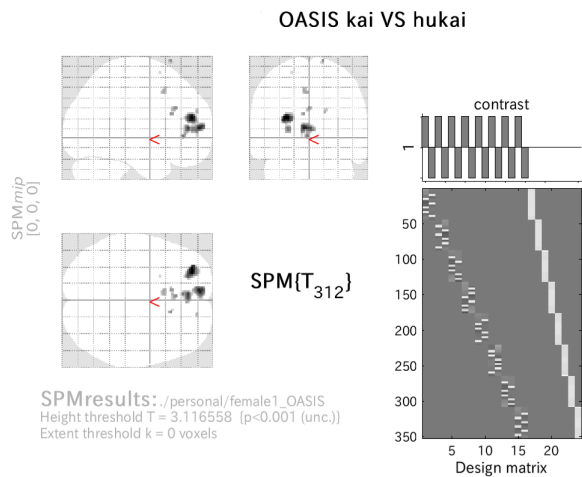 OASIS kai VS hukai
contrast
1
SPMmip
[0, 0, 0]
<
<
<
SPM{T312}
50
100
150
200
250
300
350
5 10 15 20
Design matrix
SPMresults: ./personal/female1_OASIS
Height threshold T = 3.116558 {p<0.001 (unc.)}
Extent threshold k = 0 voxels